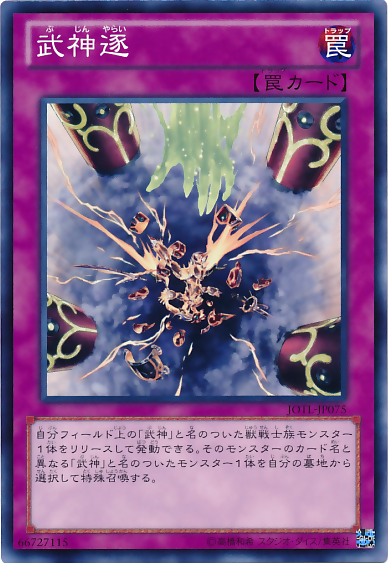 ぶ じん やらい
武神逐
トラップ
罠
【罠カード】
JOTL-JP075
自分フィールド上の「武神」と名のついた獣戦士族モンスター
1体をリリースして発動できる。そのモンスターのカード名と
異なる「武神」と名のついたモンスター1体を自分の墓地から
選択して特殊召喚する。
66727115
©高橋和希 スタジオ・ダイス/集英社